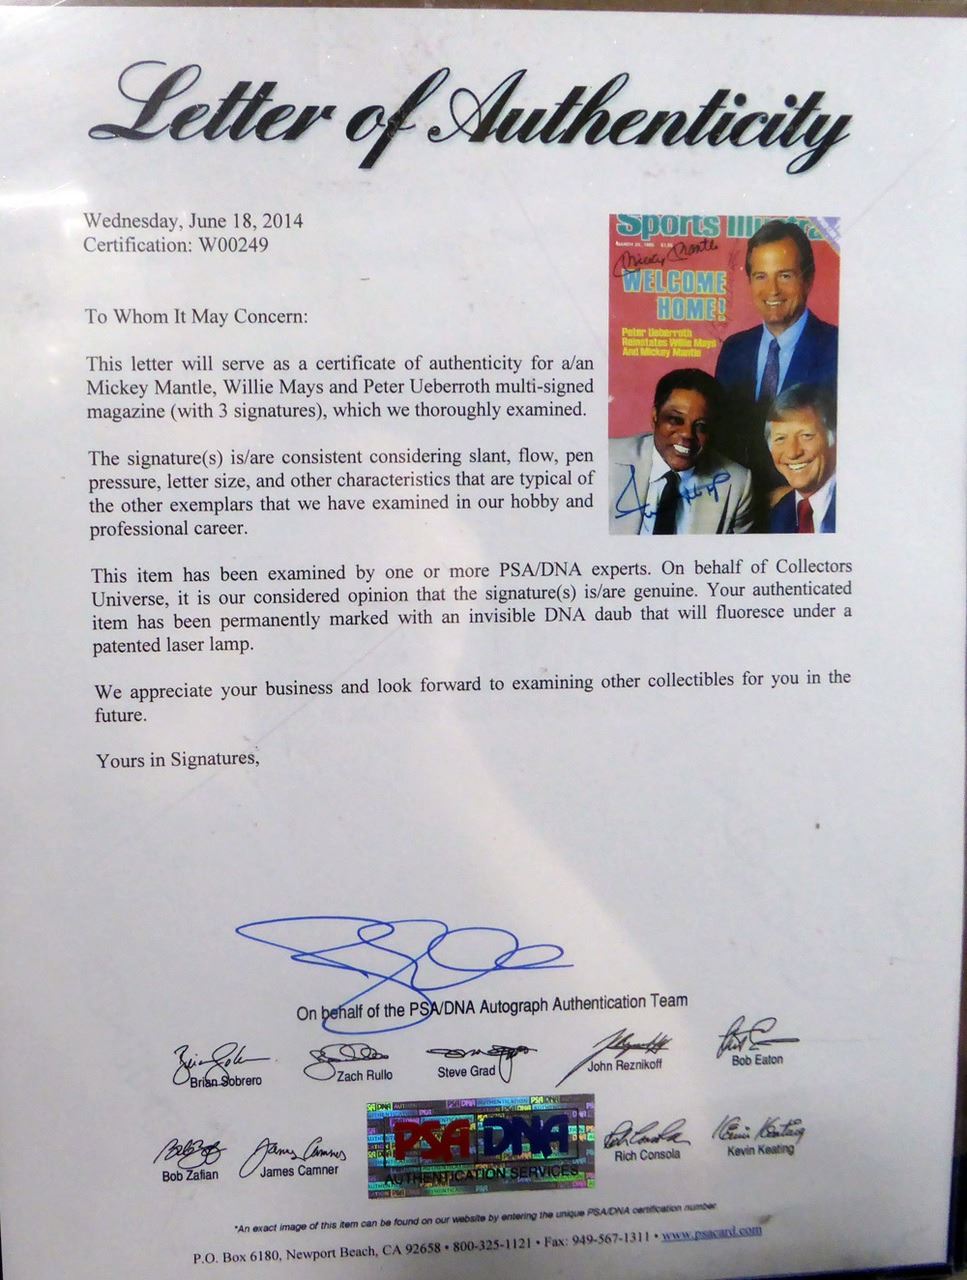 Letter of Authenticity
Wednesday, June 18, 2014
Certification: W00249
To Whom It May Concern:
This letter will serve as a certificate of authenticity for a/an
Mickey Mantle, Willie Mays and Peter Ueberroth multi-signed
magazine (with 3 signatures), which we thoroughly examined.
The signature(s) is/are consistent considering slant, flow, pen
pressure, letter size, and other characteristics that are typical of
the other exemplars that we have examined in our hobby and
professional career.
Sports Illustra
Mickey Mantle
WELCOME
HOME!
Peter Ueberroth
Reinstates Willie Mays
And Mickey Mantle
This item has been examined by one or more PSA/DNA experts. On behalf of Collectors
Universe, it is our considered opinion that the signature(s) is/are genuine. Your authenticated
item has been permanently marked with an invisible DNA daub that will fluoresce under a
patented laser lamp.
We appreciate your business and look forward to examining other collectibles for you in the
future.
Yours in Signatures,
On behalf of the PSA/DNA Autograph Authentication Team
Brian Sobrero
Zach Rullo
Steve Grad
John Reznikoff
Bob Eaton
Bob Zafian
James Camner
PSA DNA
AUTHENTICATION SERVICES
Rich Consola
Kevin Keating
*An exact image of this item can be found on our website by entering the unique PSA/DNA certification number
P.O. Box 6180, Newport Beach, CA 92658 • 800-325-1121 • Fax: 949-567-1311 • www.psacard.com